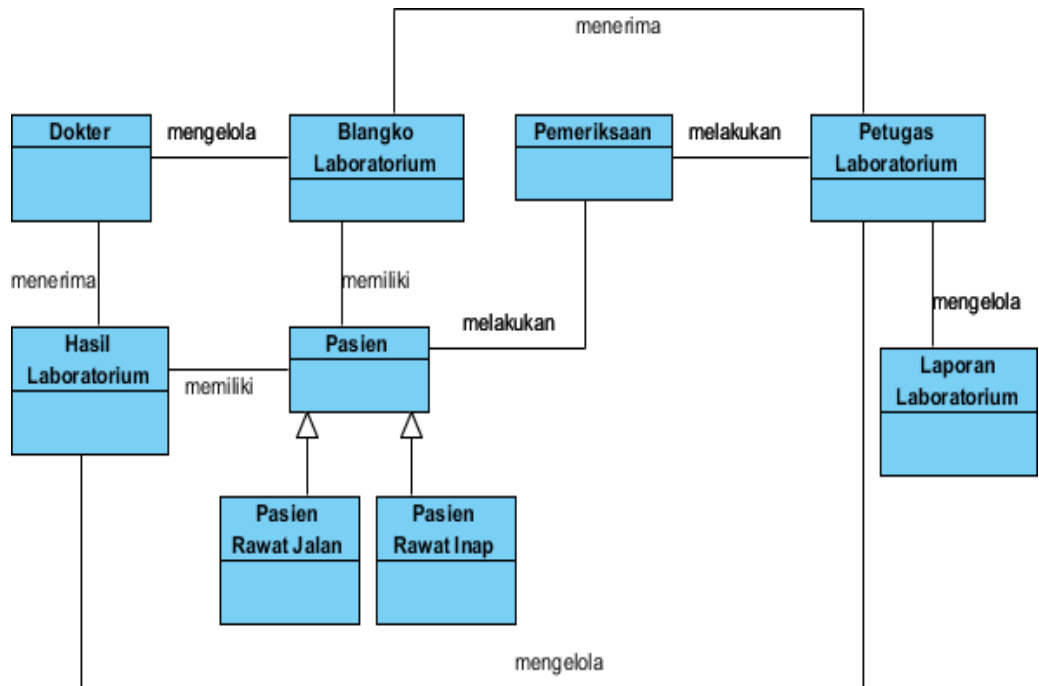 menerima
Dokter
mengelola
Blangko
Laboratorium
Pemeriksaan
melakukan
Petugas
Laboratorium
menerima
memiliki
melakukan
mengelola
Hasil
Laboratorium
memiliki
Pasien
Laporan
Laboratorium
Pasien
Rawat Jalan
Pasien
Rawat Inap
mengelola